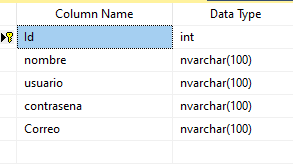 Column Name Data Type
Id int
nombre nvarchar(100)
usuario nvarchar(100)
contrasena nvarchar(100)
Correo nvarchar(100)